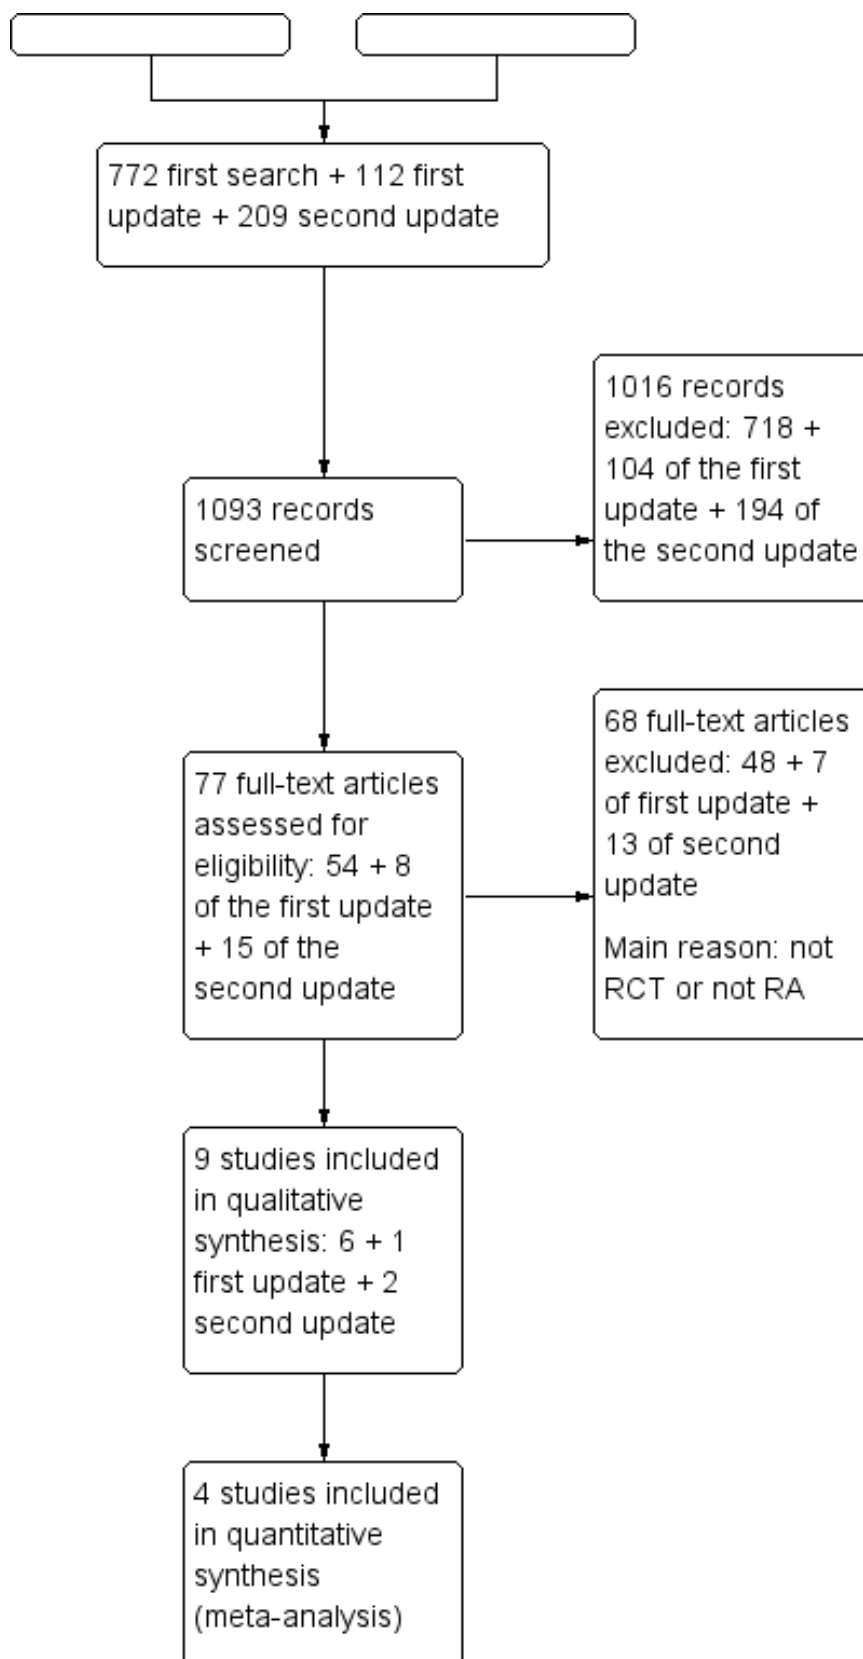 772 first search + 112 first
update + 209 second update
1016 records
excluded: 718 +
104 of the first
update + 194 of
the second update
1093 records
screened
68 full-text articles
excluded: 48 + 7
of first update +
13 of second
update
Main reason: not
RCT or not RA
77 full-text articles
assessed for
eligibility: 54 + 8
of the first update
+ 15 of the
second update
9 studies included
in qualitative
synthesis: 6 + 1
first update + 2
second update
4 studies included
in quantitative
synthesis
(meta-analysis)